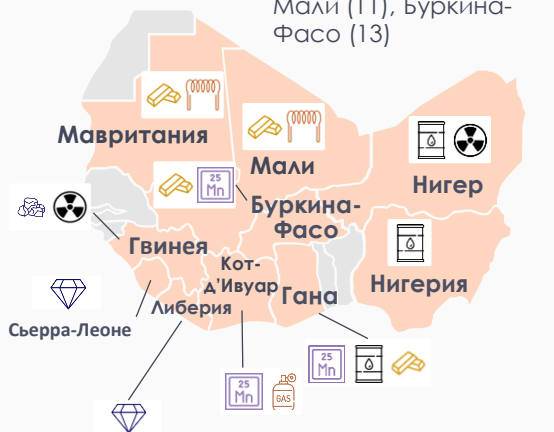 Мали (11), Буркина-
Фасо (13)
Мавритания
Мали
Нигер
25
Mn
Буркина-
Фасо
Гвинея
Кот-
д'Ивуар
Гана
Нигерия
Либерия
Сьерра-Леоне
25
Mn
25
Mn
GAS